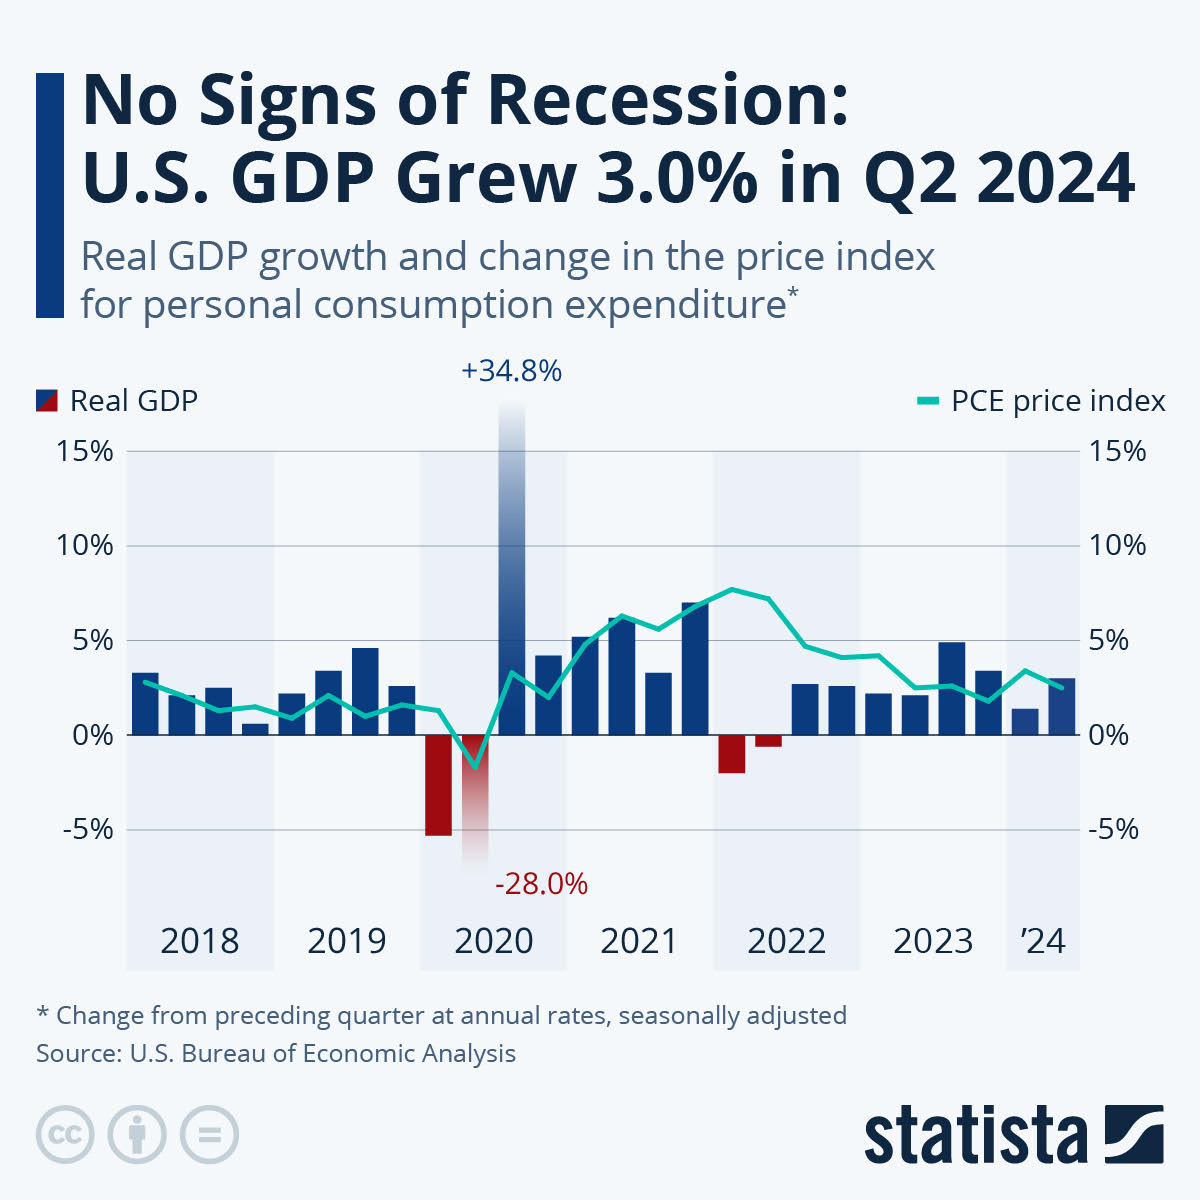 No Signs of Recession:
U.S. GDP Grew 3.0% in Q2 2024
Real GDP growth and change in the price index
for personal consumption expenditure*
+34.8%
Real GDP
PCE price index
15%
15%
10%
10%
5%
5%
0%
0%
-5%
-5%
-28.0%
2018
2019
2020
2021
2022
2023
’24
* Change from preceding quarter at annual rates, seasonally adjusted
Source: U.S. Bureau of Economic Analysis
cc
statista